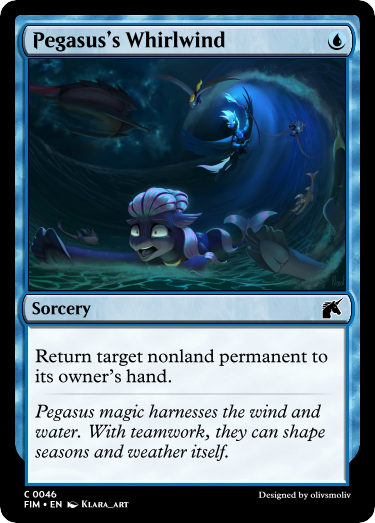 Pegasus's Whirlwind
Sorcery
Return target nonland permanent to
its owner's hand.
Pegasus magic harnesses the wind and
water. With teamwork, they can shape
seasons and weather itself.
C 0046
FIM • EN Klara_art
Designed by olivsmoliv